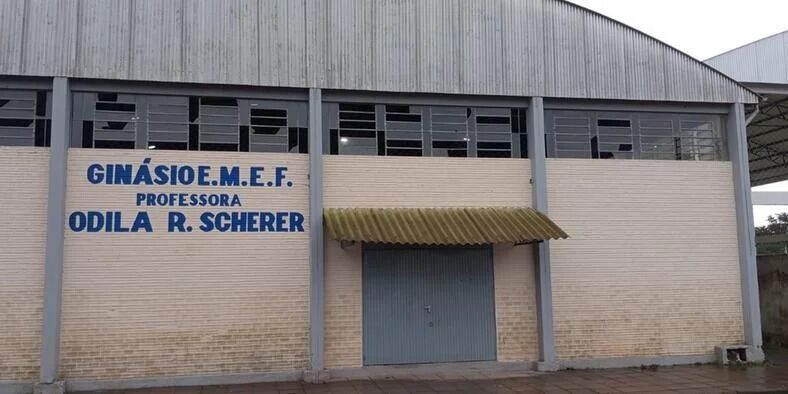 GINÁSIO E.M.E.F.
PROFESSORA
ODILA R. SCHERER